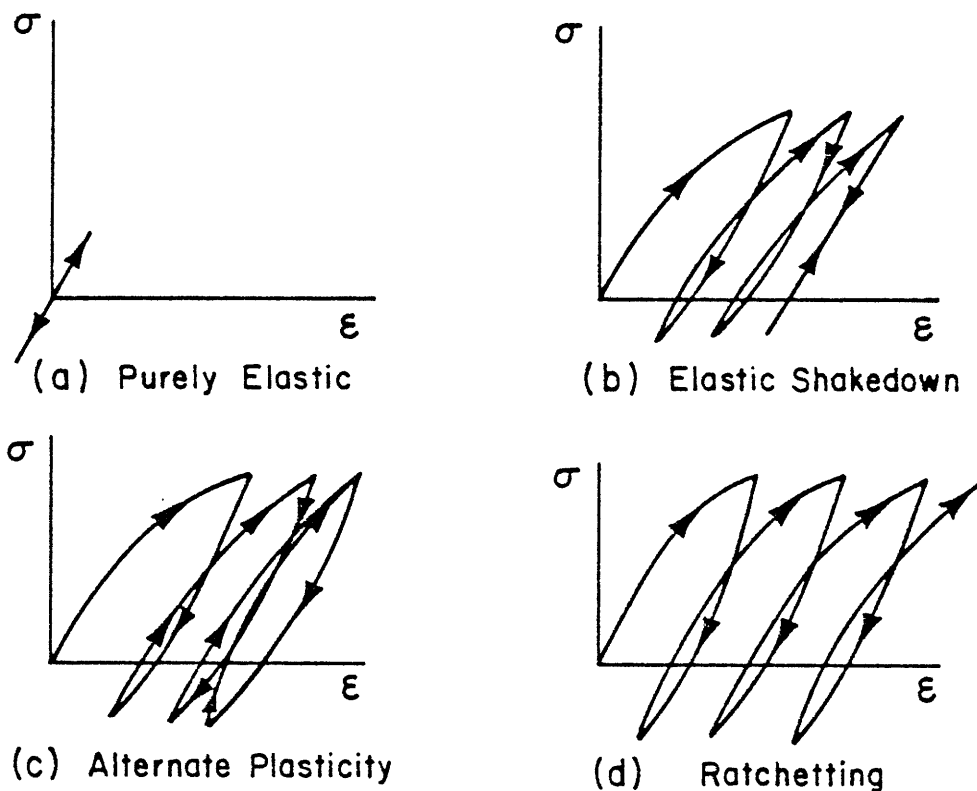 σ
ε
(a) Purely Elastic
σ
ε
(b) Elastic Shakedown
σ
ε
(c) Alternate Plasticity
σ
ε
(d) Ratchetting